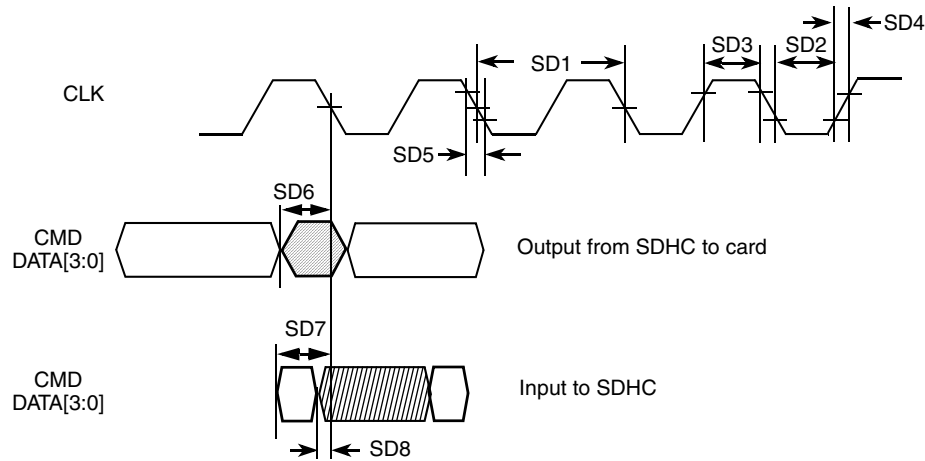 SD4
SD3
SD2
SD1
CLK
SD5
SD6
CMD
DATA[3:0]
Output from SDHC to card
SD7
CMD
DATA[3:0]
Input to SDHC
SD8